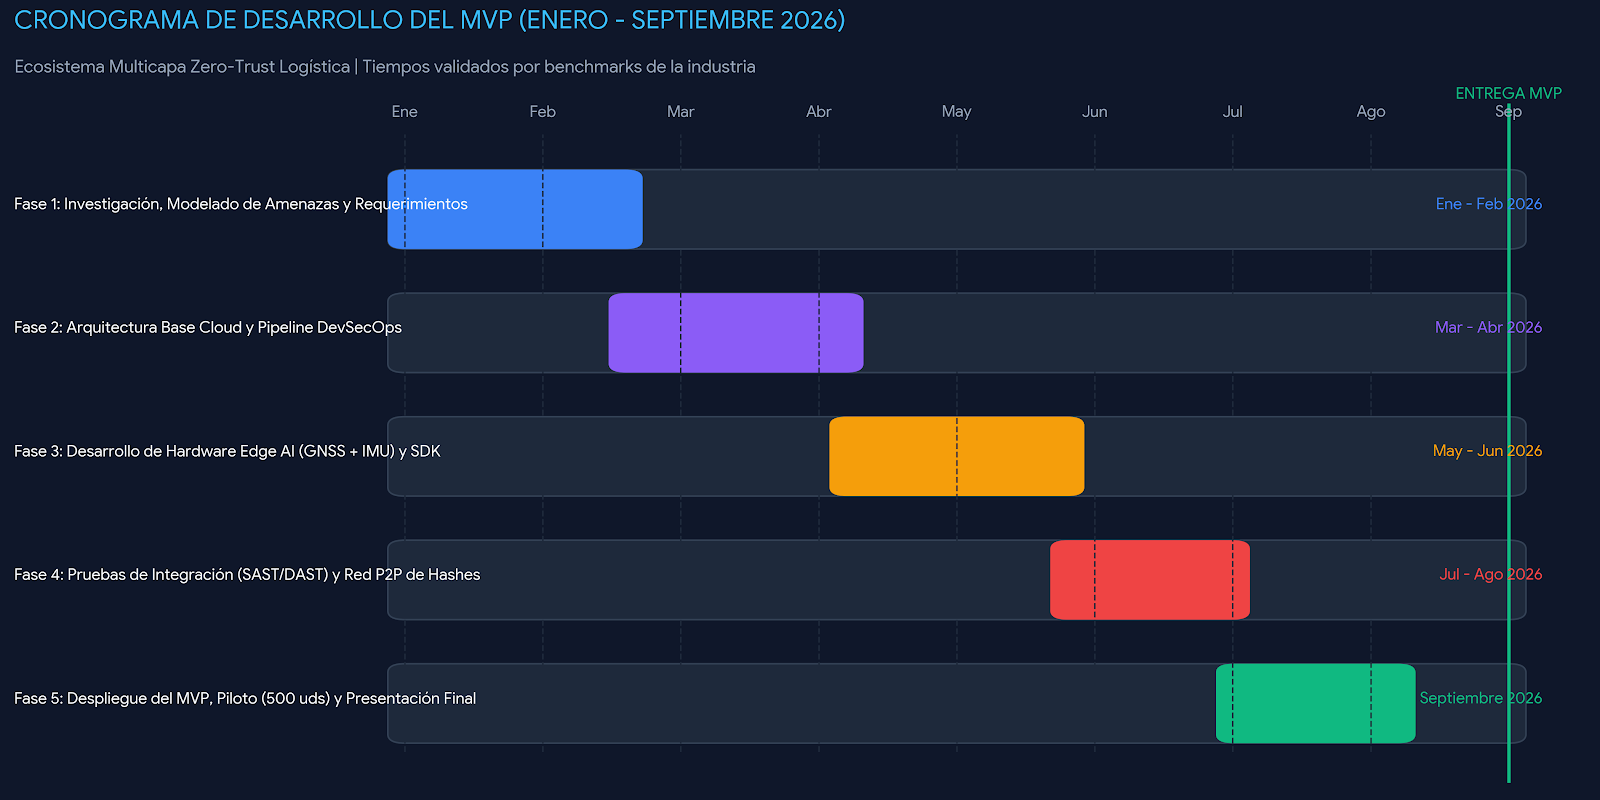 CRONOGRAMA DE DESARROLLO DEL MVP (ENERO - SEPTIEMBRE 2026)
Ecosistema Multicapa Zero-Trust Logística | Tiempos validados por benchmarks de la industria
ENTREGA MVP
Ene Feb Mar Abr May Jun Jul Ago Sep
Fase 1: Investigación, Modelado de Amenazas y Requerimientos Ene - Feb 2026
Fase 2: Arquitectura Base Cloud y Pipeline DevSecOps Mar - Abr 2026
Fase 3: Desarrollo de Hardware Edge AI (GNSS + IMU) y SDK May - Jun 2026
Fase 4: Pruebas de Integración (SAST/DAST) y Red P2P de Hashes Jul - Ago 2026
Fase 5: Despliegue del MVP, Piloto (500 uds) y Presentación Final Septiembre 2026